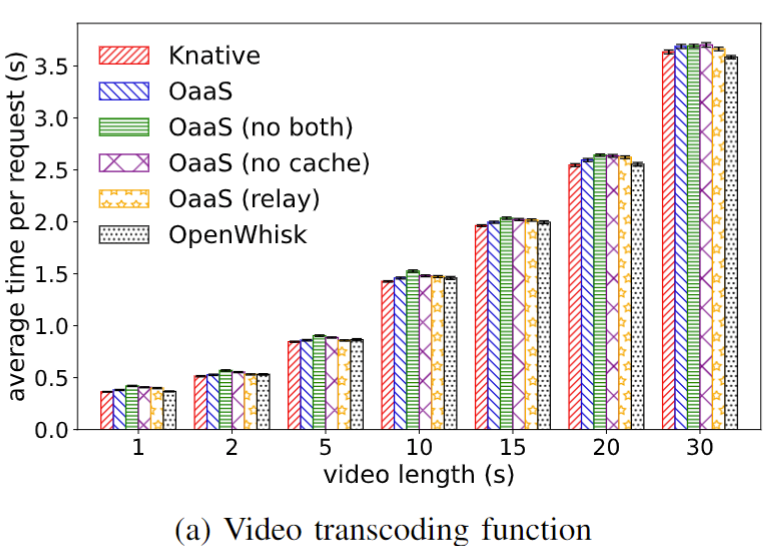 average time per request (s)
3.5
3.0
2.5
2.0
1.5
1.0
0.5
0.0
Knative
OaaS
OaaS (no both)
OaaS (no cache)
OaaS (relay)
OpenWhisk
1 2 5 10 15 20 30
video length (s)
(a) Video transcoding function